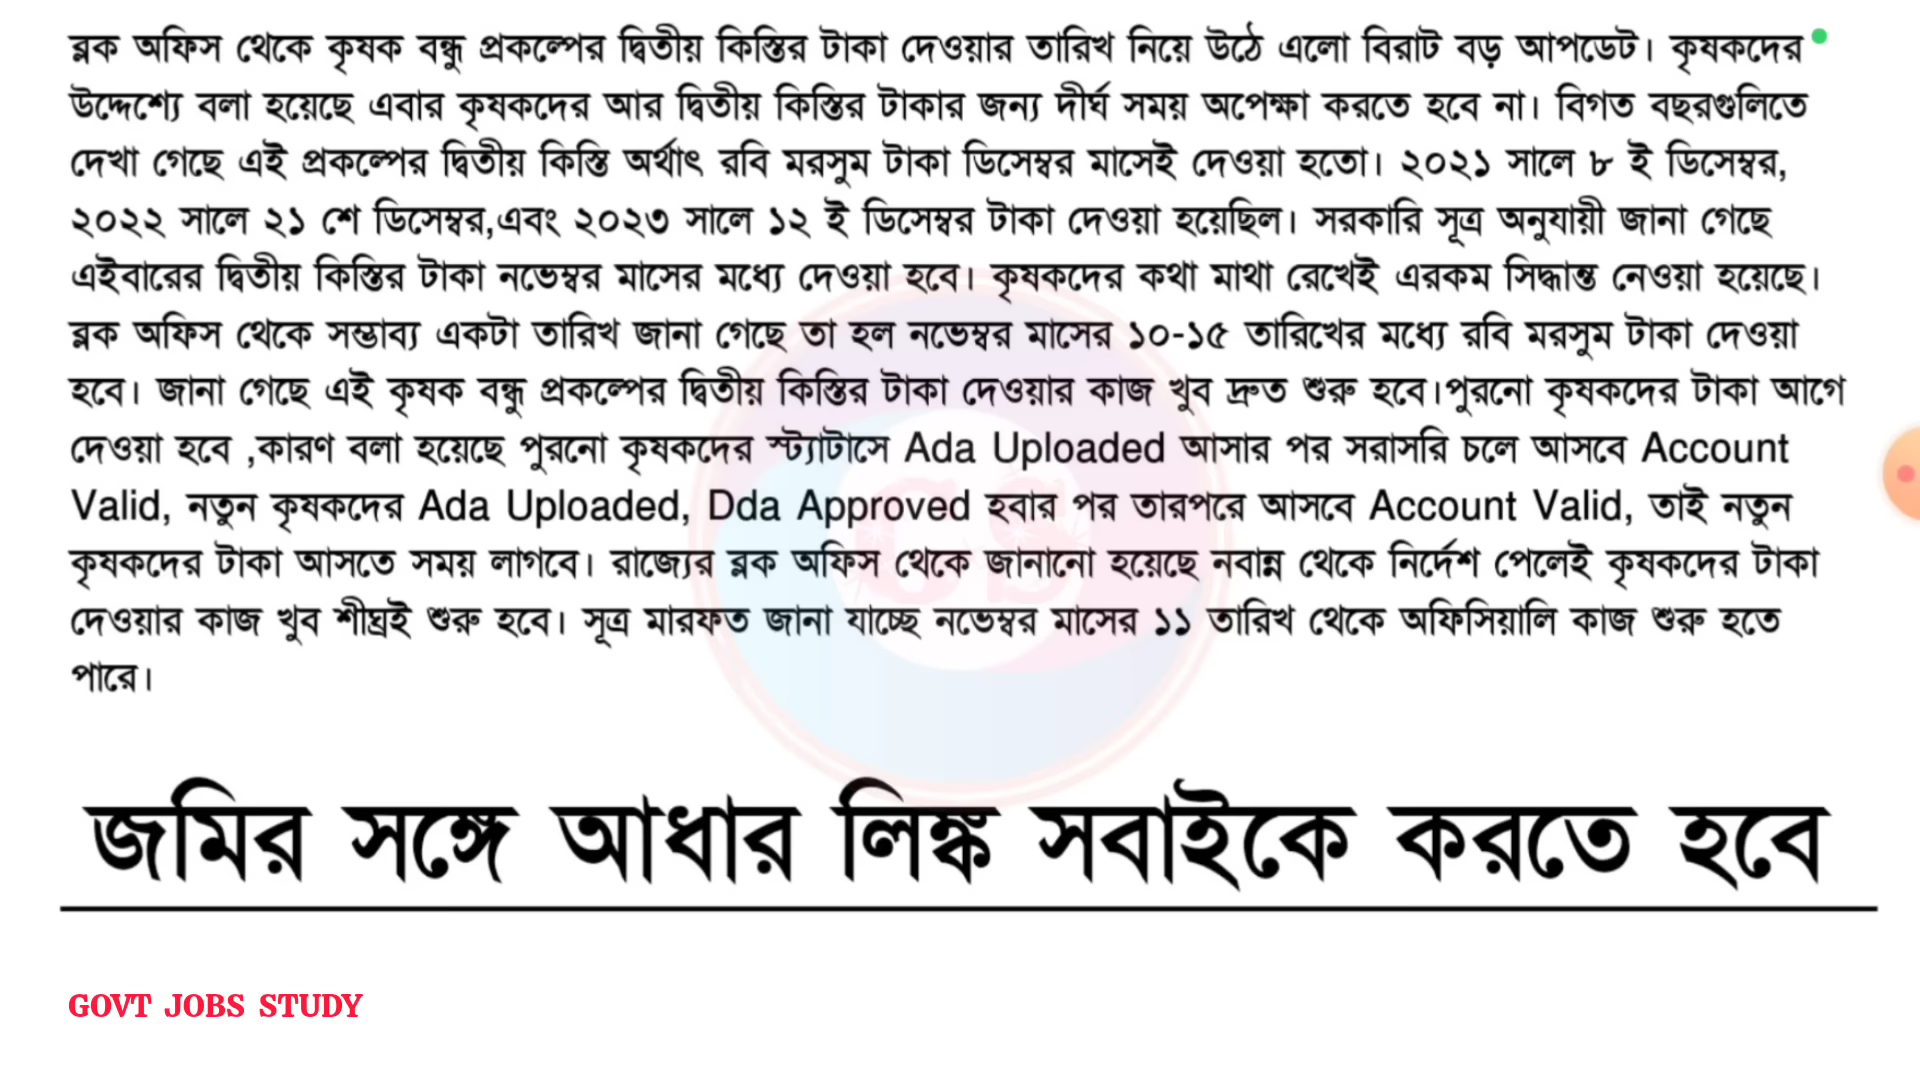 ব্লক অফিস থেকে কৃষক বন্ধু প্রকল্পের দ্বিতীয় কিস্তির টাকা দেওয়ার তারিখ নিয়ে উঠে এলো বিরাট বড় আপডেট। কৃষকদের
উদ্দেশ্যে বলা হয়েছে এবার কৃষকদের আর দ্বিতীয় কিস্তির টাকার জন্য দীর্ঘ সময় অপেক্ষা করতে হবে না। বিগত বছরগুলিতে
দেখা গেছে এই প্রকল্পের দ্বিতীয় কিস্তি অর্থাৎ রবি মরসুম টাকা ডিসেম্বর মাসেই দেওয়া হতো। ২০২১ সালে ৮ ই ডিসেম্বর,
২০২২ সালে ২১ শে ডিসেম্বর,এবং ২০২৩ সালে ১২ ই ডিসেম্বর টাকা দেওয়া হয়েছিল। সরকারি সূত্র অনুযায়ী জানা গেছে
এইবারের দ্বিতীয় কিস্তির টাকা নভেম্বর মাসের মধ্যে দেওয়া হবে। কৃষকদের কথা মাথা রেখেই এরকম সিদ্ধান্ত নেওয়া হয়েছে।
ব্লক অফিস থেকে সম্ভাব্য একটা তারিখ জানা গেছে তা হল নভেম্বর মাসের ১০-১৫ তারিখের মধ্যে রবি মরসুম টাকা দেওয়া
হবে। জানা গেছে এই কৃষক বন্ধু প্রকল্পের দ্বিতীয় কিস্তির টাকা দেওয়ার কাজ খুব দ্রুত শুরু হবে।পুরনো কৃষকদের টাকা আগে
দেওয়া হবে ,কারণ বলা হয়েছে পুরনো কৃষকদের স্ট্যাটাসে Ada Uploaded আসার পর সরাসরি চলে আসবে Account
Valid, নতুন কৃষকদের Ada Uploaded, Dda Approved হবার পর তারপরে আসবে Account Valid, তাই নতুন
কৃষকদের টাকা আসতে সময় লাগবে। রাজ্যের ব্লক অফিস থেকে জানানো হয়েছে নবান্ন থেকে নির্দেশ পেলেই কৃষকদের টাকা
দেওয়ার কাজ খুব শীঘ্রই শুরু হবে। সূত্র মারফত জানা যাচ্ছে নভেম্বর মাসের ১১ তারিখ থেকে অফিসিয়ালি কাজ শুরু হতে
পারে।
জমির সঙ্গে আধার লিঙ্ক সবাইকে করতে হবে
GOVT JOBS STUDY